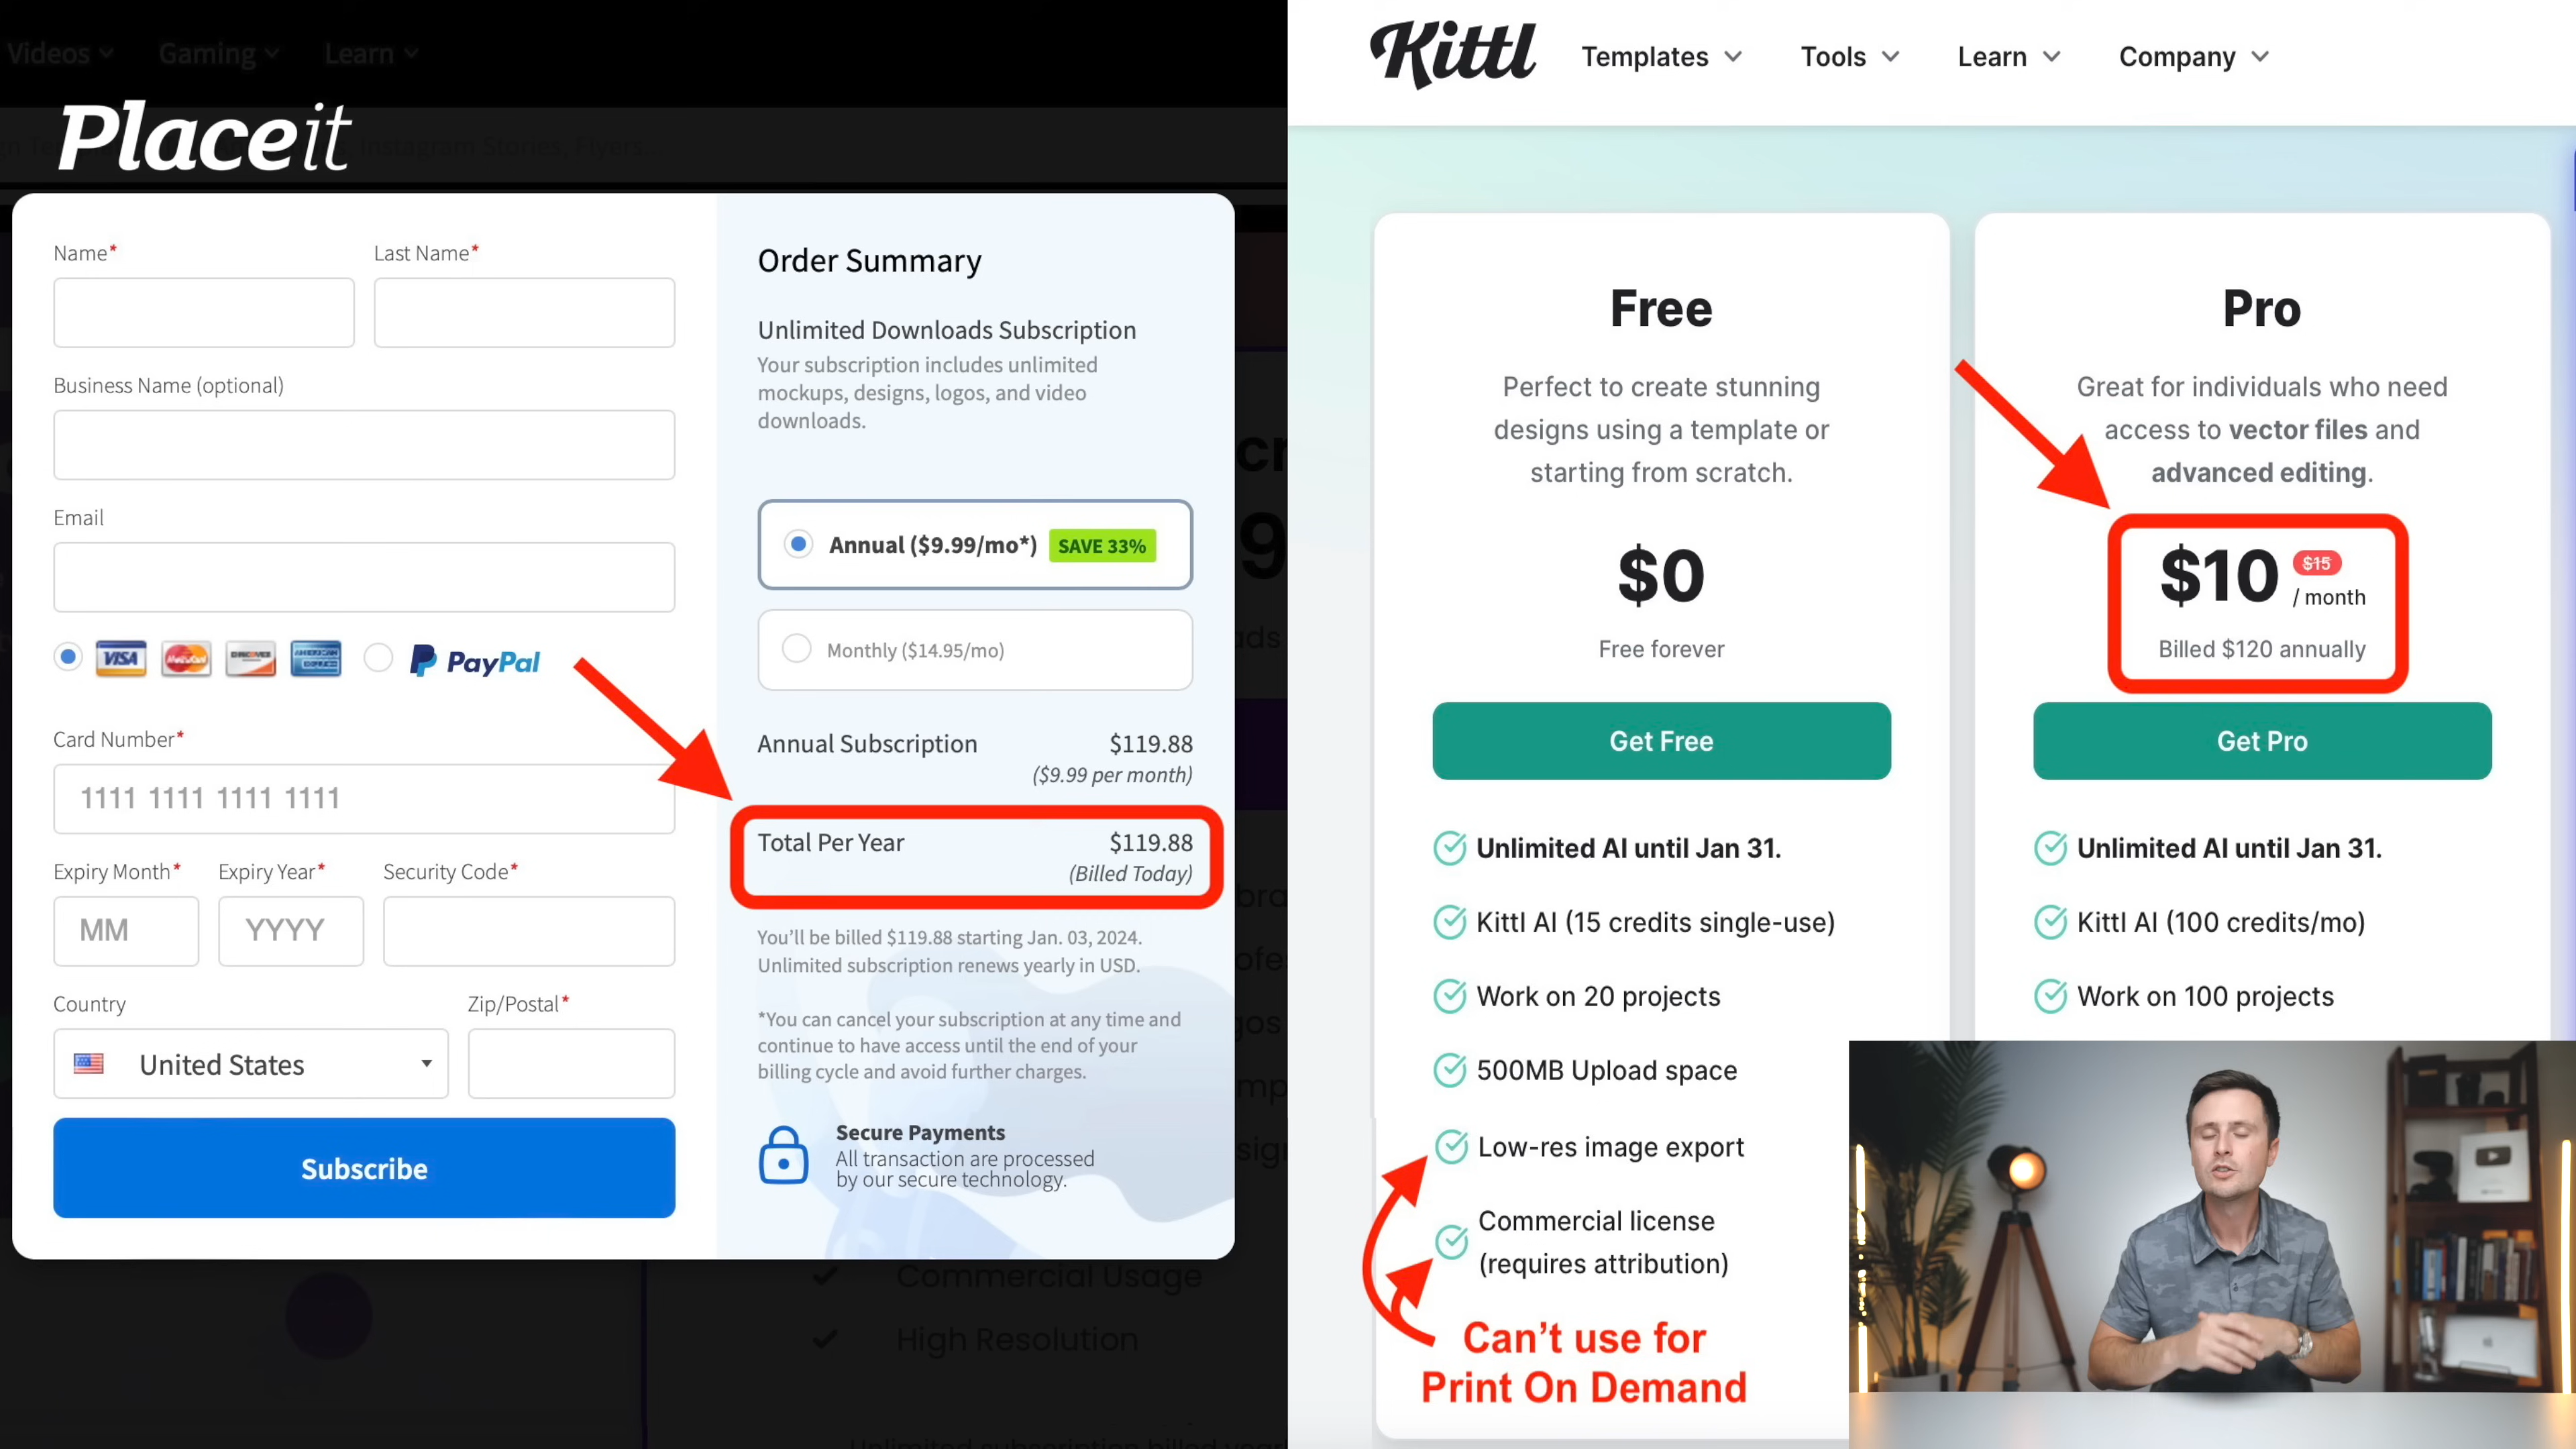 Videos
Gaming
Learn
Placeit
Instagram Stories, Flyers
Name*
Last Name*
Business Name (optional)
Email
VISA
MasterCard
DISCOVER
AMERICAN EXPRESS
PayPal
Card Number*
1111 1111 1111 1111
Expiry Month*
Expiry Year*
Security Code*
MM
YYYY
Country
Zip/Postal*
United States
Subscribe
Order Summary
Unlimited Downloads Subscription
Your subscription includes unlimited
mockups, designs, logos, and video
downloads.
Annual ($9.99/mo*)
SAVE 33%
Monthly ($14.95/mo)
Annual Subscription
$119.88
($9.99 per month)
Total Per Year
$119.88
(Billed Today)
You'll be billed $119.88 starting Jan. 03, 2024.
Unlimited subscription renews yearly in USD.
*You can cancel your subscription at any time and
continue to have access until the end of your
billing cycle and avoid further charges.
Secure Payments
All transaction are processed
by our secure technology.
Commercial Usage
High Resolution
Kittl
Templates
Tools
Learn
Company
Free
Perfect to create stunning
designs using a template or
starting from scratch.
$0
Free forever
Get Free
Unlimited AI until Jan 31.
Kittl AI (15 credits single-use)
Work on 20 projects
500MB Upload space
Low-res image export
Commercial license
(requires attribution)
Can't use for
Print On Demand
Pro
Great for individuals who need
access to vector files and
advanced editing.
$10
$15
/ month
Billed $120 annually
Get Pro
Unlimited AI until Jan 31.
Kittl AI (100 credits/mo)
Work on 100 projects